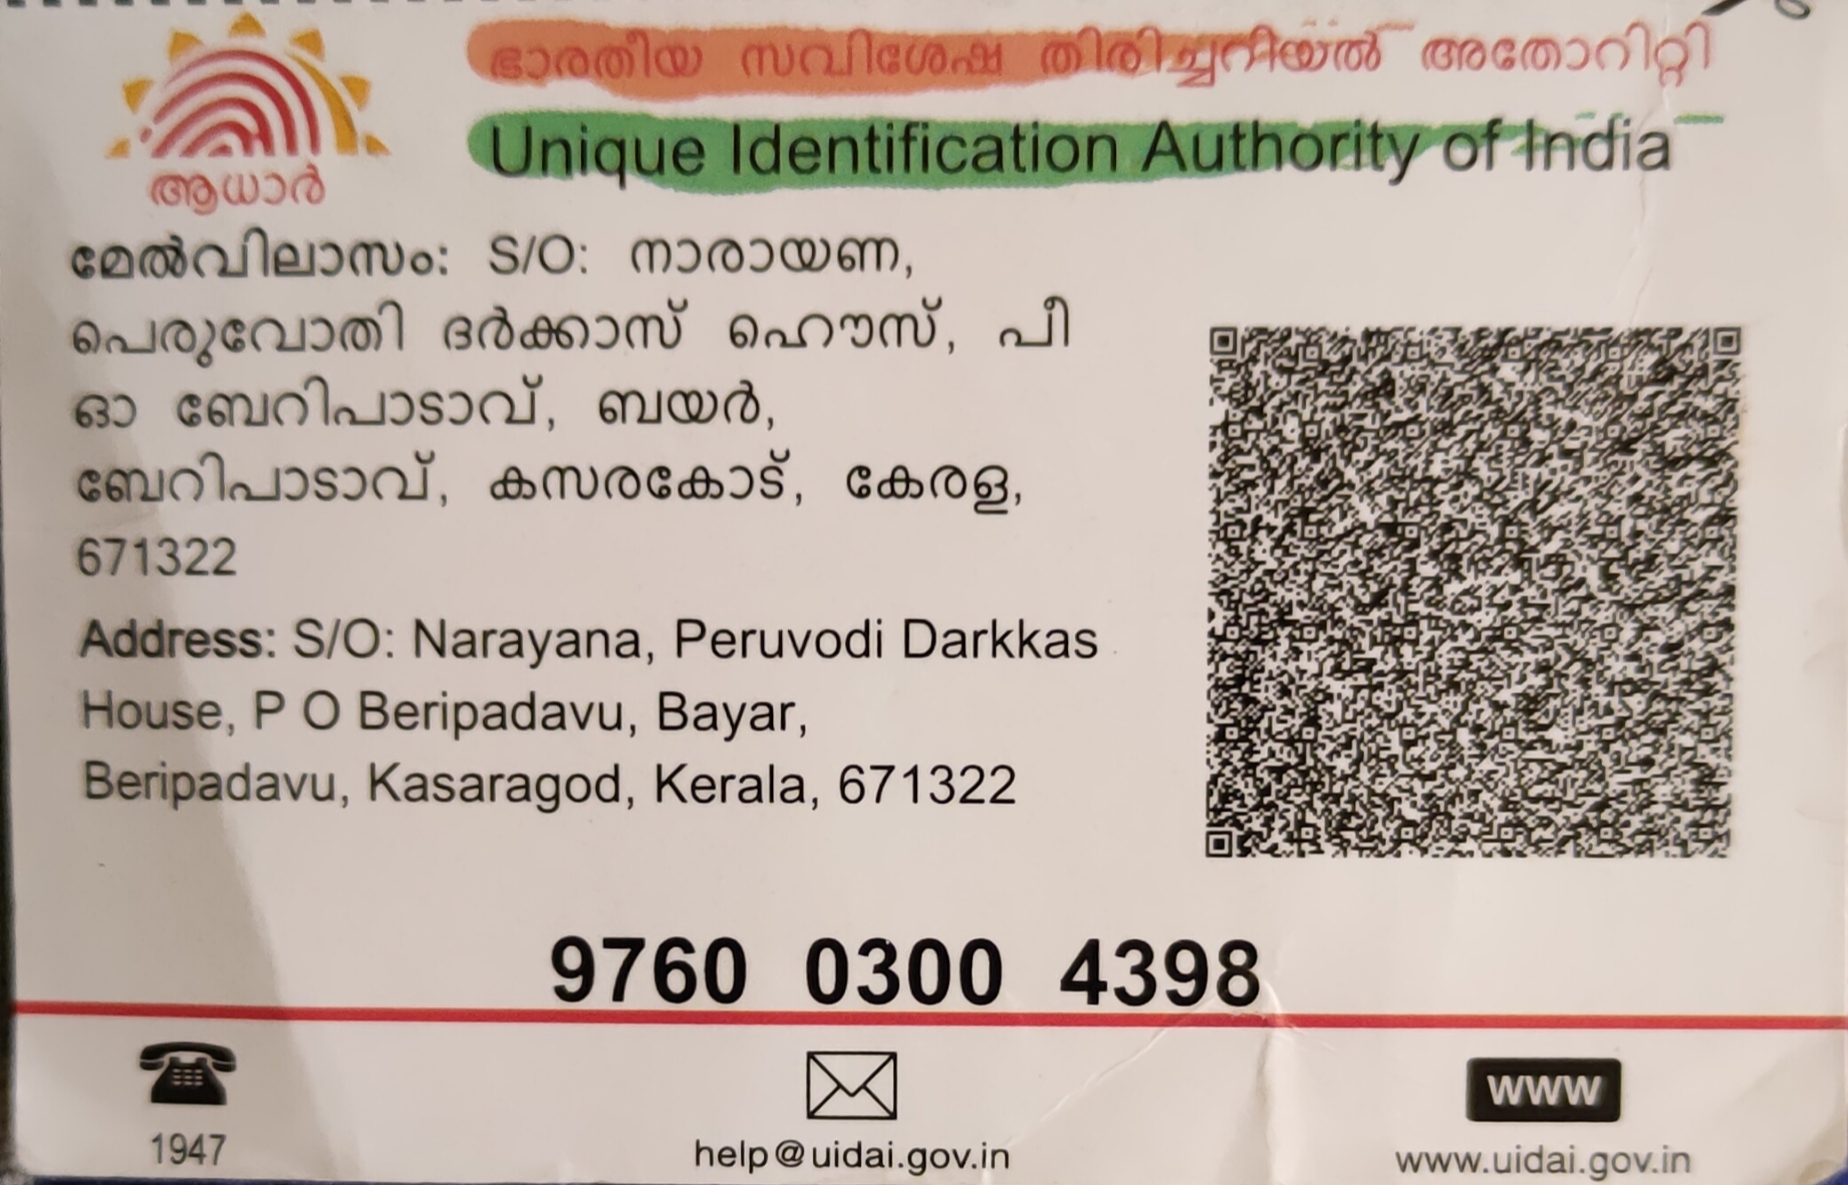 ഭാരതീയ സവിശേഷ തിരിച്ചറിയൽ അതോറിറ്റി
Unique Identification Authority of India
ആധാർ
മേൽവിലാസം: S/O: നാരായണ,
പെരുവോതി ദർക്കാസ് ഹൌസ്, പീ
ഓ ബേറിപാടാവ്, ബയർ,
ബേറിപാടാവ്, കസരകോട്, കേരള,
671322
Address: S/O: Narayana, Peruvodi Darkkas
House, P O Beripadavu, Bayar,
Beripadavu, Kasaragod, Kerala, 671322
9760 0300 4398
1947
help@uidai.gov.in
www
www.uidai.gov.in